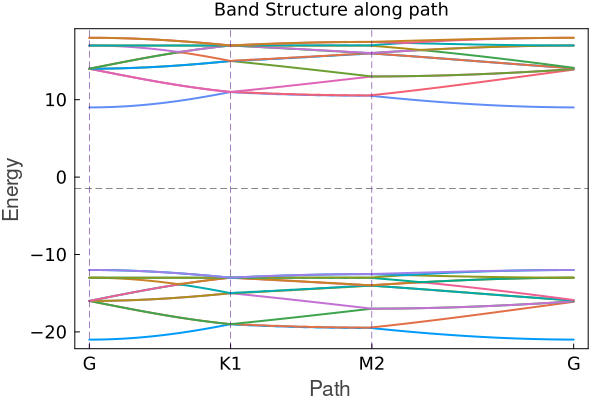 Band Structure along path
Energy
10
0
−10
−20
G K1 M2 G
Path